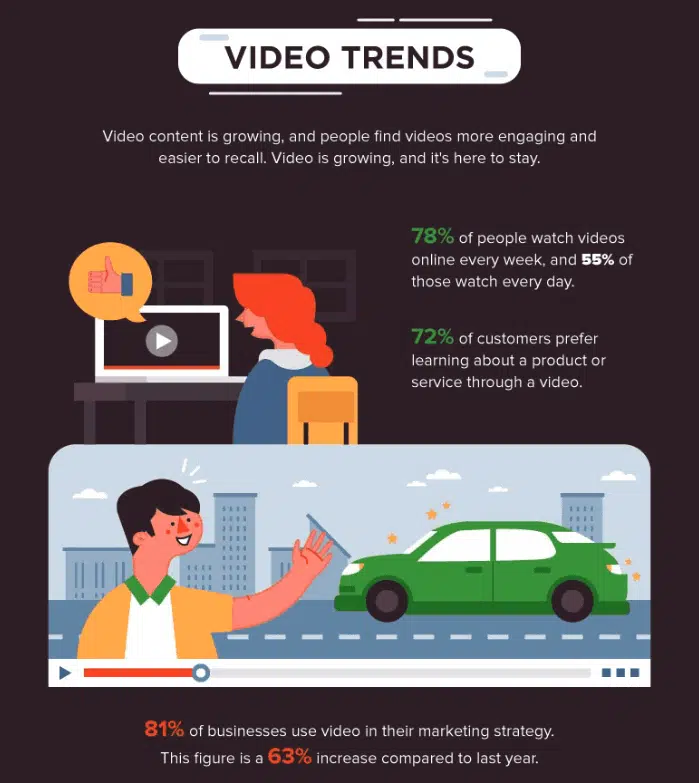 VIDEO TRENDS
Video content is growing, and people find videos more engaging and
easier to recall. Video is growing, and it's here to stay.
78% of people watch videos
online every week, and 55% of
those watch every day.
72% of customers prefer
learning about a product or
service through a video.
81% of businesses use video in their marketing strategy.
This figure is a 63% increase compared to last year.